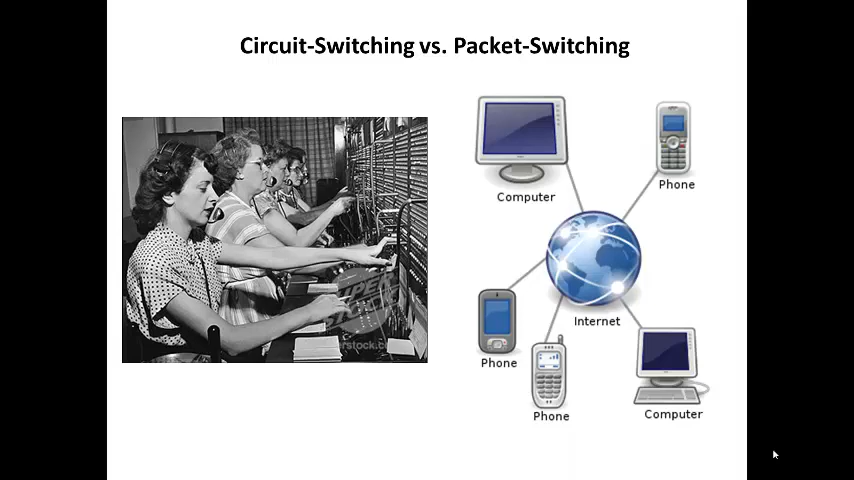 Circuit-Switching vs. Packet-Switching
Computer
Phone
Internet
Phone
Phone
Computer